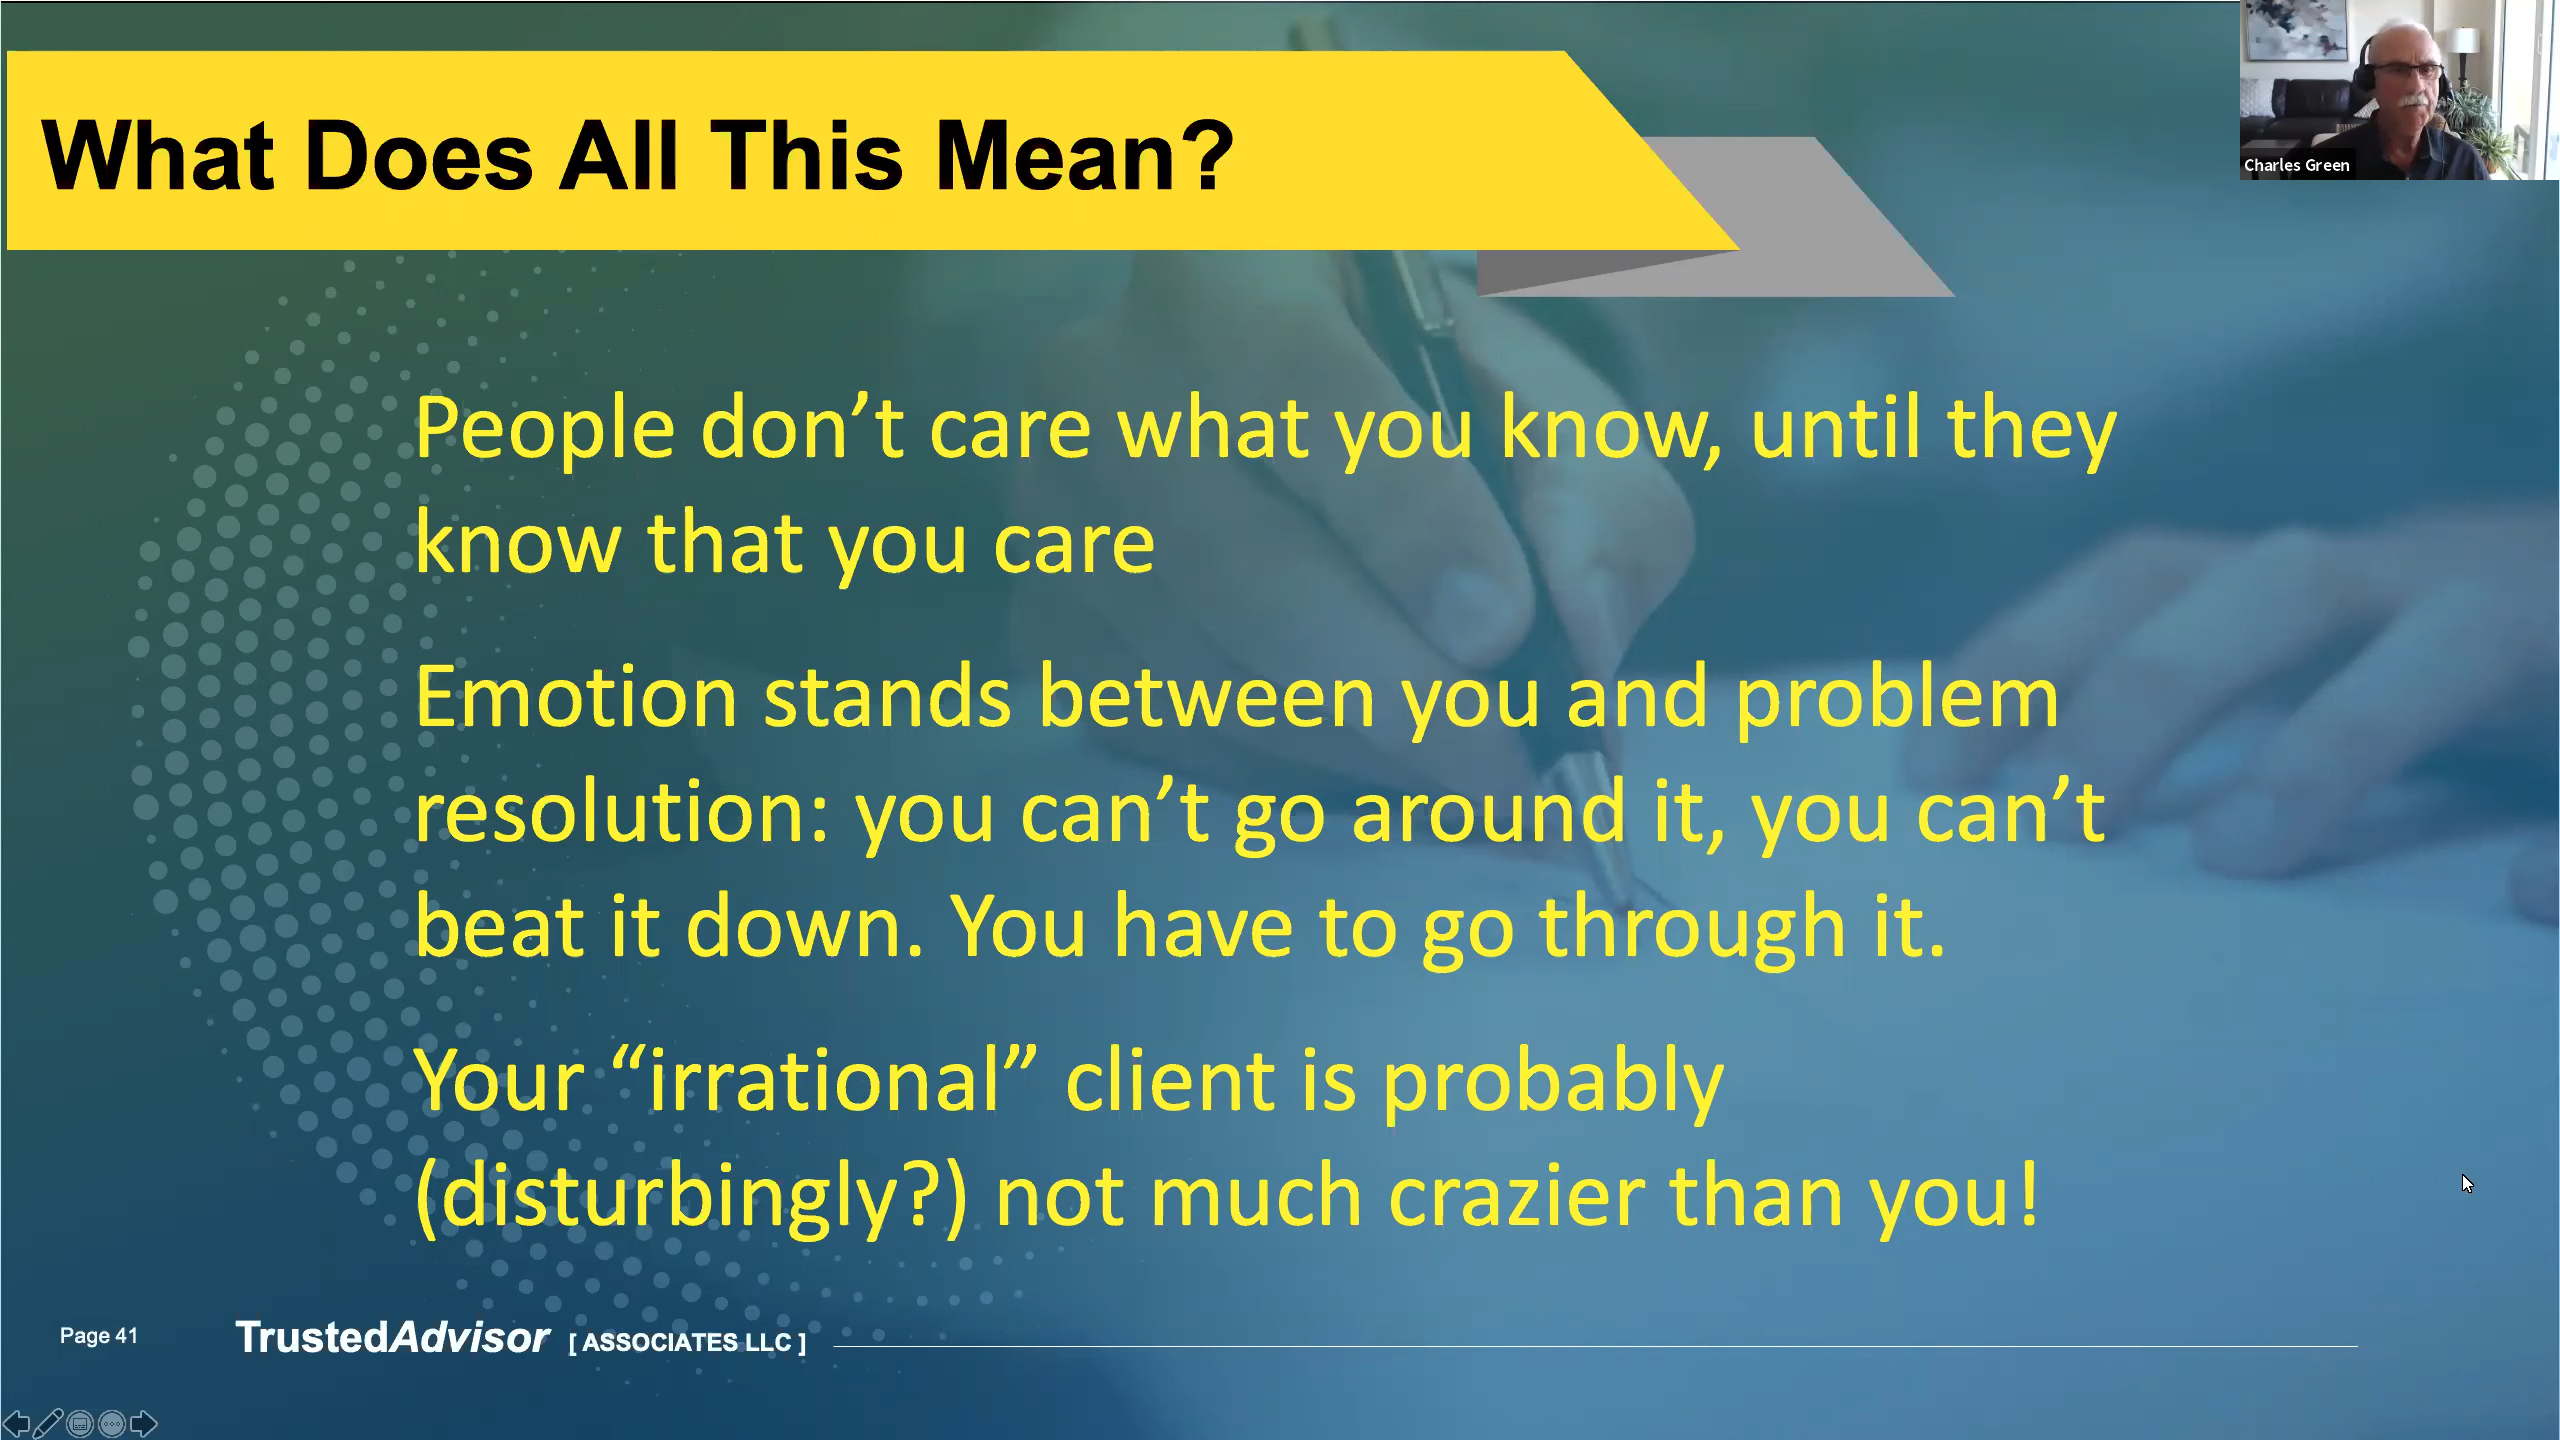 What Does All This Mean?
Charles Green
People don’t care what you know, until they
know that you care
Emotion stands between you and problem
resolution: you can’t go around it, you can’t
beat it down. You have to go through it.
Your “irrational” client is probably
(disturbingly?) not much crazier than you!
Page 41
TrustedAdvisor [ ASSOCIATES LLC ]